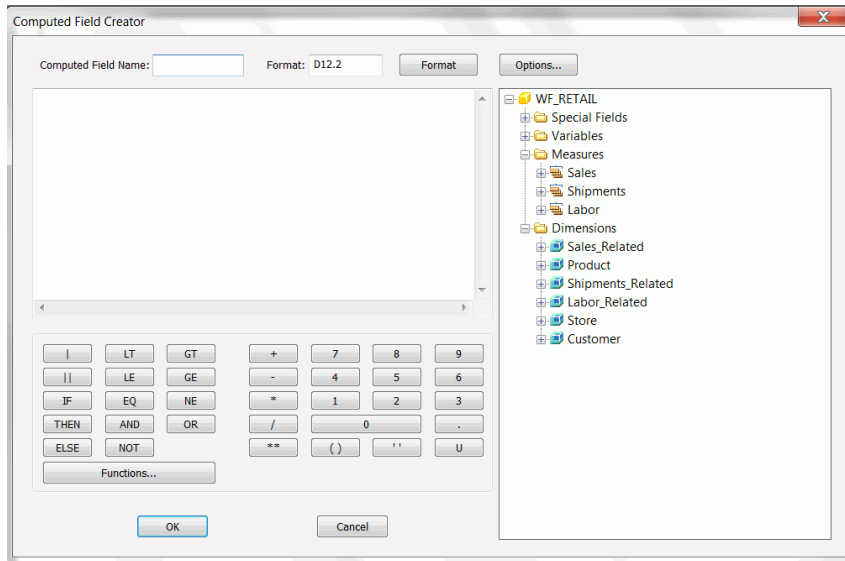 Computed Field Creator
X
Computed Field Name: Format: D12.2 Format Options...
WF_RETAIL
Special Fields
Variables
Measures
Sales
Shipments
Labor
Dimensions
Sales_Related
Product
Shipments_Related
Labor_Related
Store
Customer
| LT GT + 7 8 9
|| LE GE - 4 5 6
IF EQ NE * 1 2 3
THEN AND OR / 0 .
ELSE NOT ** ( ) ' ' U
Functions...
OK Cancel